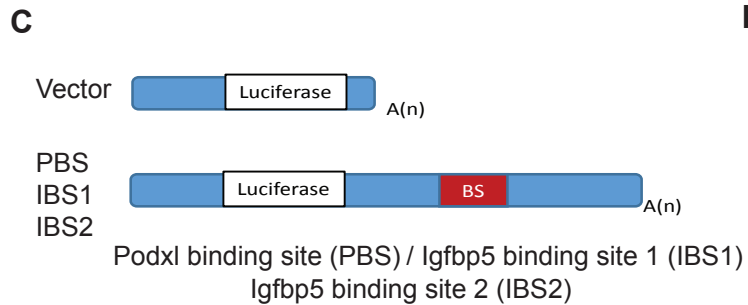 C
Vector
Luciferase
A(n)
PBS
IBS1
IBS2
Luciferase
BS
A(n)
Podxl binding site (PBS) / Igfbp5 binding site 1 (IBS1)
Igfbp5 binding site 2 (IBS2)